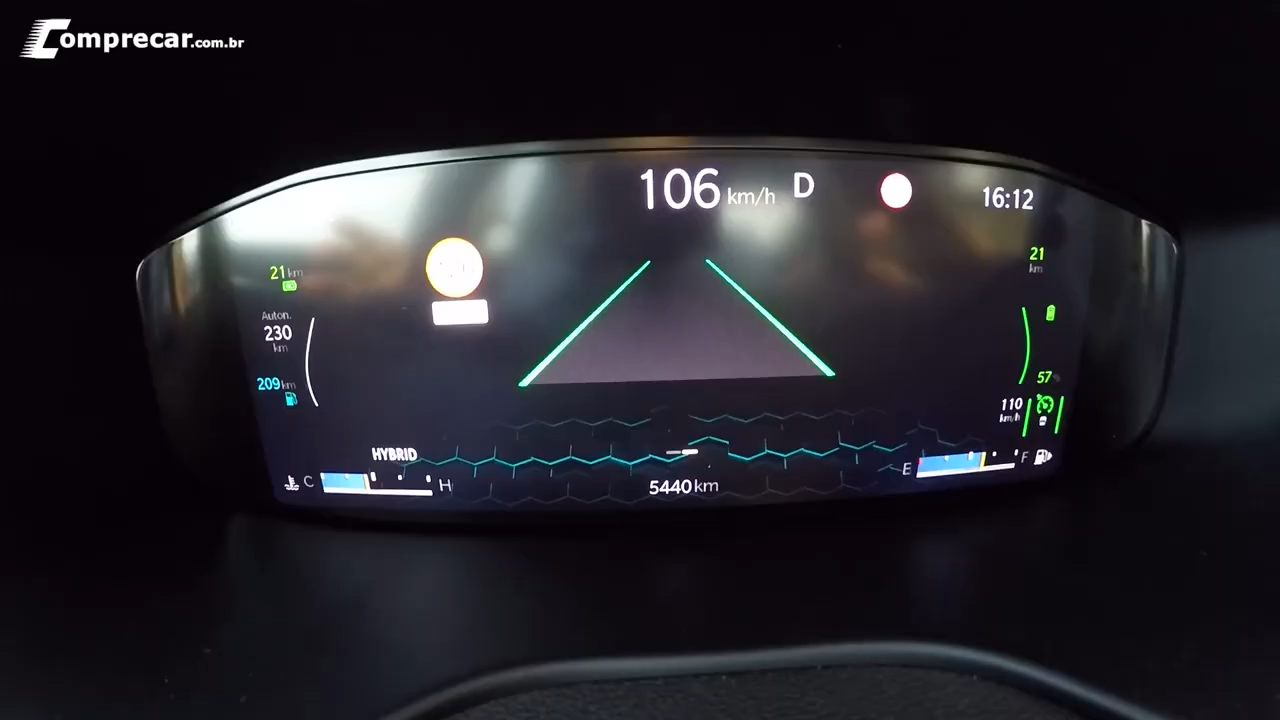 Comprecar.com.br
106 km/h D
16:12
21 km
Auton.
230
km
209 km
21
km
57
110
km/h
HYBRID
C H
5440 km
E F